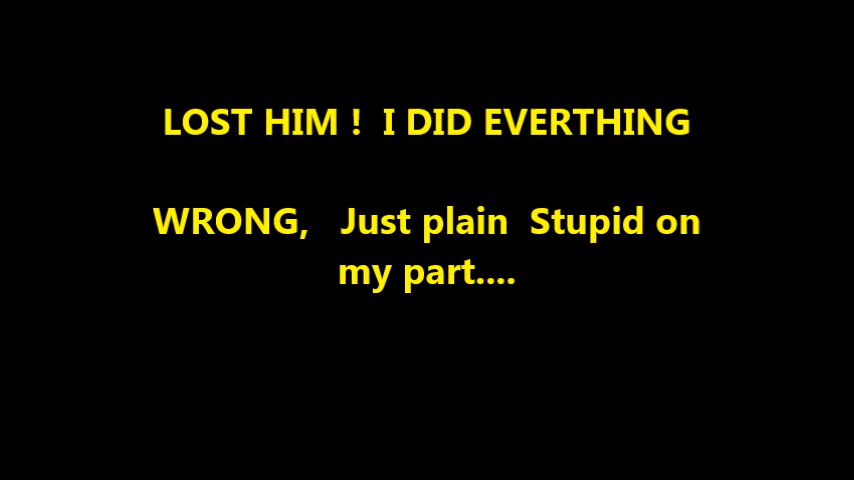 LOST HIM ! I DID EVERTHING
WRONG, Just plain Stupid on
my part....